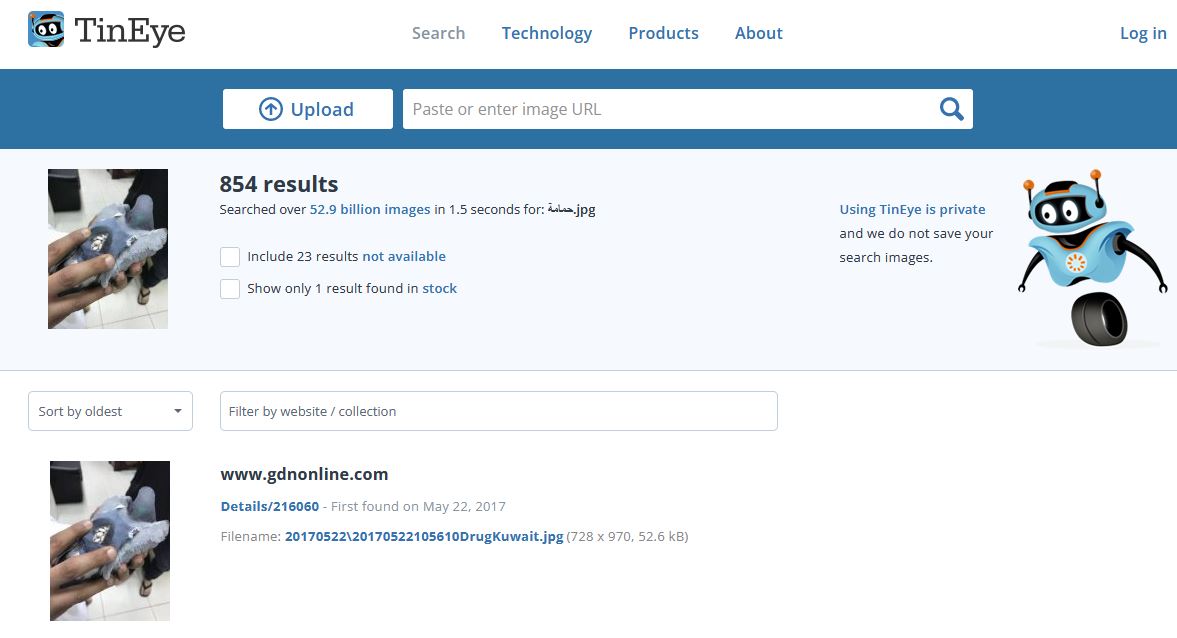 TinEye
Search Technology Products About Log in
Upload Paste or enter image URL
854 results
Searched over 52.9 billion images in 1.5 seconds for: حمامة.jpg
Include 23 results not available
Show only 1 result found in stock
Using TinEye is private
and we do not save your
search images.
Sort by oldest Filter by website / collection
www.gdnonline.com
Details/216060 - First found on May 22, 2017
Filename: 20170522\20170522105610DrugKuwait.jpg (728 x 970, 52.6 kB)